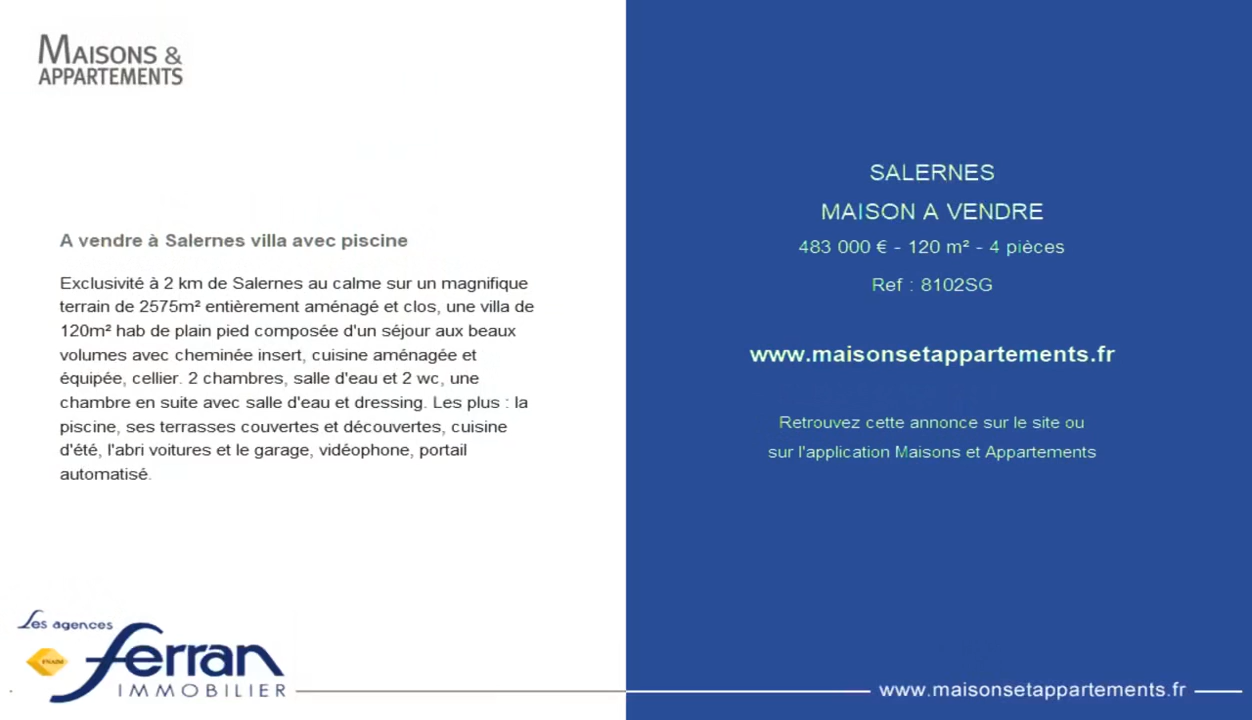 MAISONS &
APPARTEMENTS
A vendre à Salernes villa avec piscine
Exclusivité à 2 km de Salernes au calme sur un magnifique
terrain de 2575m² entièrement aménagé et clos, une villa de
120m² hab de plain pied composée d'un séjour aux beaux
volumes avec cheminée insert, cuisine aménagée et
équipée, cellier. 2 chambres, salle d'eau et 2 wc, une
chambre en suite avec salle d'eau et dressing. Les plus : la
piscine, ses terrasses couvertes et découvertes, cuisine
d'été, l'abri voitures et le garage, vidéophone, portail
automatisé.
Les agences
FNAIM
ferran
IMMOBILIER
SALERNES
MAISON A VENDRE
483 000 € - 120 m² - 4 pièces
Ref : 8102SG
www.maisonsetappartements.fr
Retrouvez cette annonce sur le site ou
sur l'application Maisons et Appartements
www.maisonsetappartements.fr